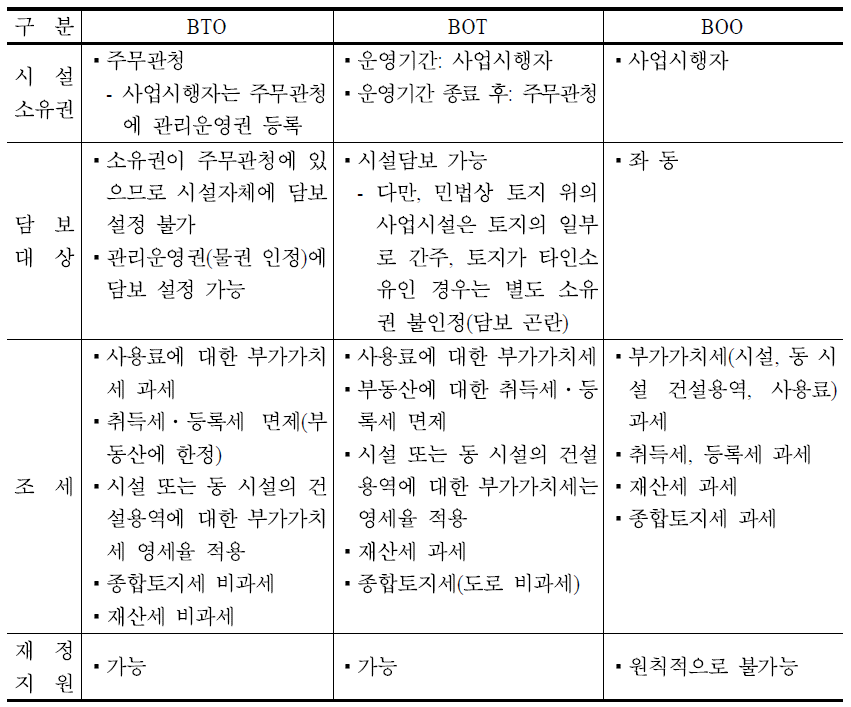 구 분
BTO
BOT
BOO
시 설
소유권
▪주무관청
- 사업시행자는 주무관청
에 관리운영권 등록
▪운영기간: 사업시행자
▪운영기간 종료 후: 주무관청
▪사업시행자
담 보
대 상
▪소유권이 주무관청에 있
으므로 시설자체에 담보
설정 불가
▪관리운영권(물권 인정)에
담보 설정 가능
▪시설담보 가능
- 다만, 민법상 토지 위의
사업시설은 토지의 일부
로 간주, 토지가 타인소
유인 경우는 별도 소유
권 불인정(담보 곤란)
▪좌 동
조 세
▪사용료에 대한 부가가치
세 과세
▪취득세·등록세 면제(부
동산에 한정)
▪시설 또는 동 시설의 건
설용역에 대한 부가가치
세 영세율 적용
▪종합토지세 비과세
▪재산세 비과세
▪사용료에 대한 부가가치세
▪부동산에 대한 취득세·등
록세 면제
▪시설 또는 동 시설의 건설
용역에 대한 부가가치세는
영세율 적용
▪재산세 과세
▪종합토지세(도로 비과세)
▪부가가치세(시설, 동 시
설 건설용역, 사용료)
과세
▪취득세, 등록세 과세
▪재산세 과세
▪종합토지세 과세
재 정
지 원
▪가능
▪가능
▪원칙적으로 불가능